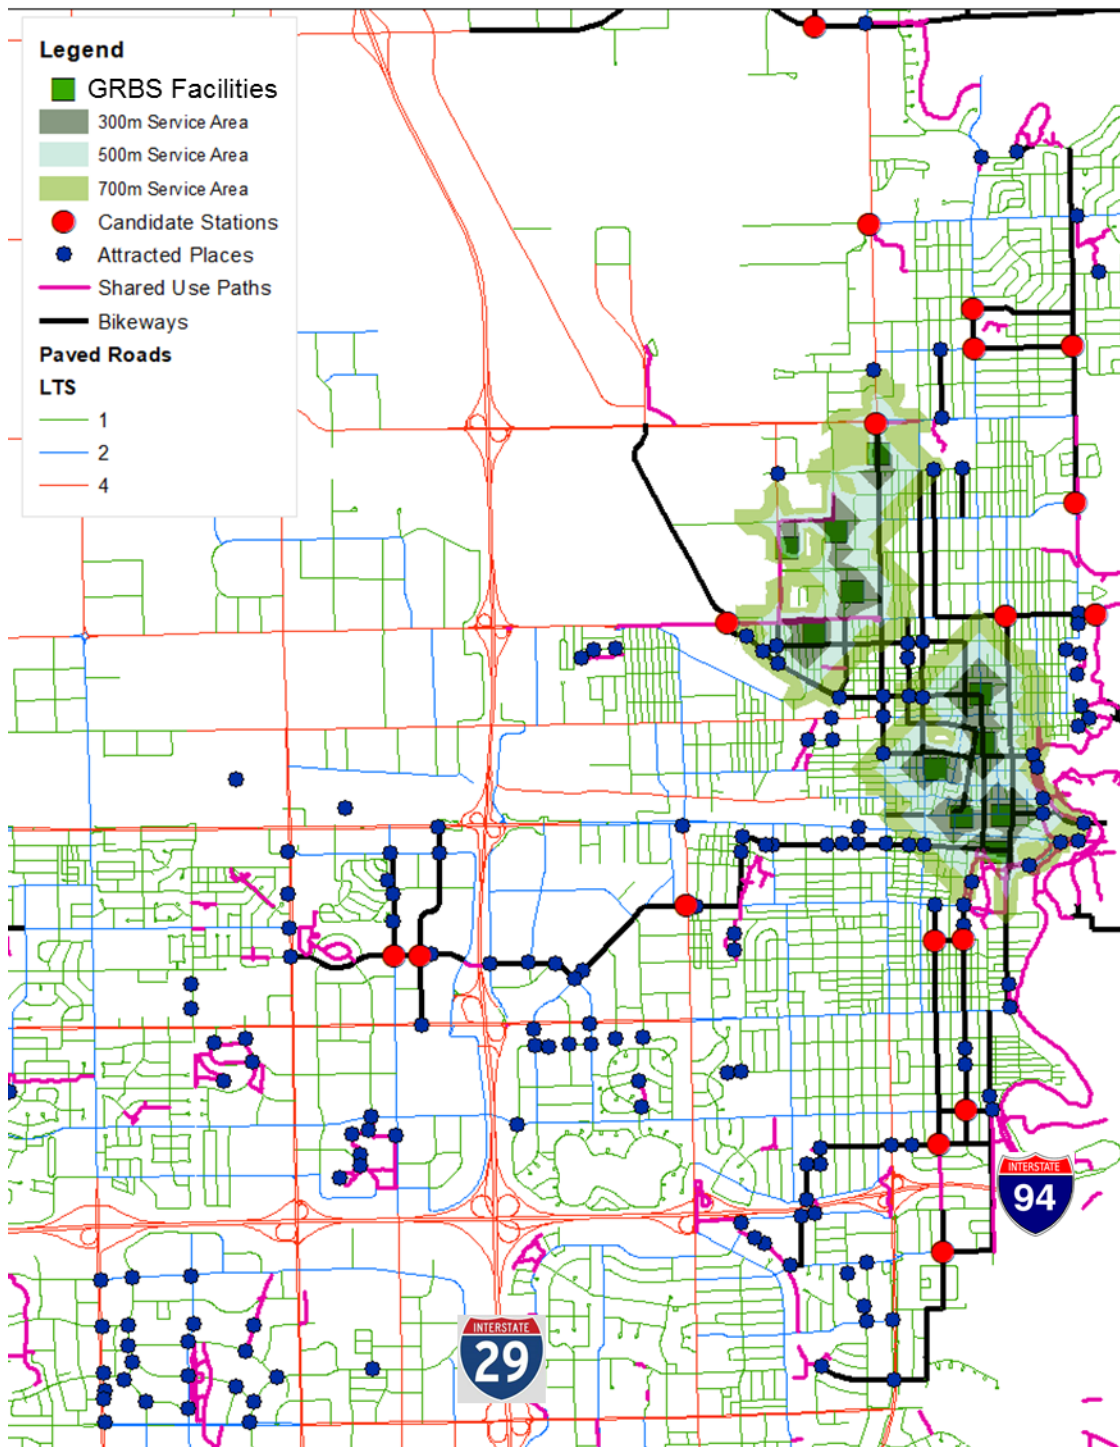 Legend
GRBS Facilities
300m Service Area
500m Service Area
700m Service Area
Candidate Stations
Attracted Places
Shared Use Paths
Bikeways
Paved Roads
LTS
1
2
4
INTERSTATE
94
INTERSTATE
29